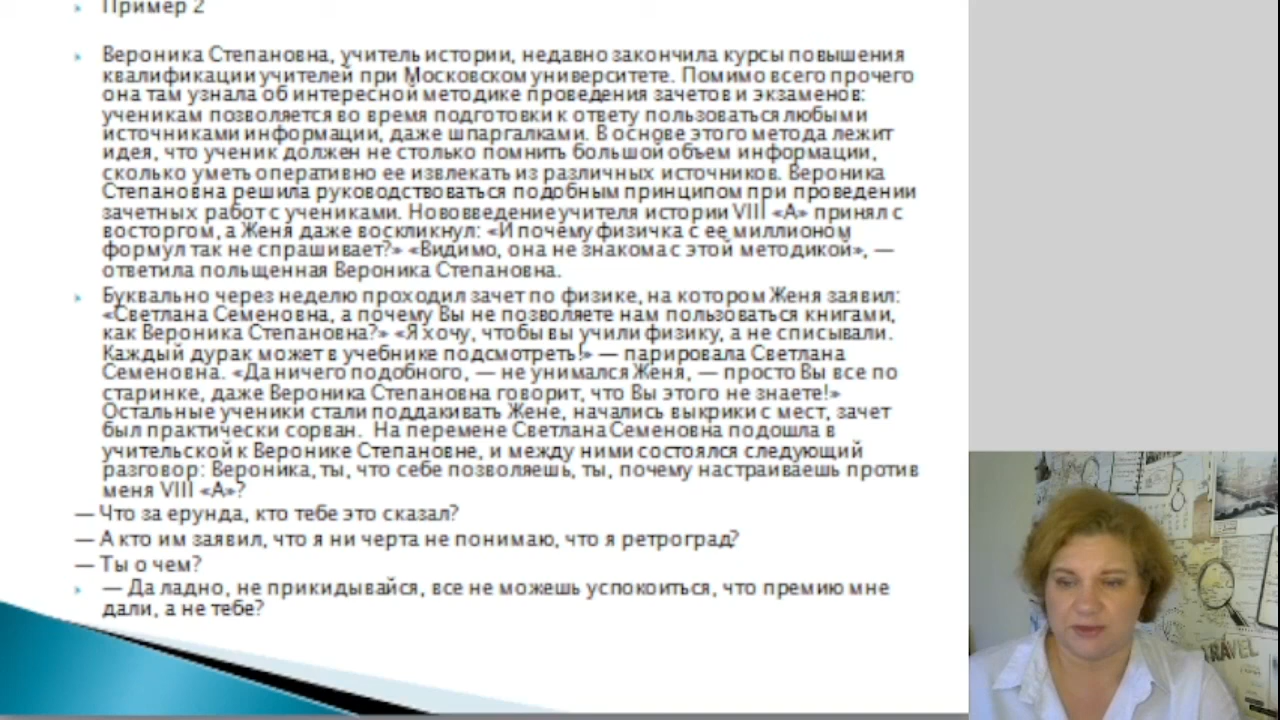 Пример 2
Вероника Степановна, учитель истории, недавно закончила курсы повышения
квалификации учителей при Московском университете. Помимо всего прочего
она там узнала об интересной методике проведения зачетов и экзаменов:
ученикам позволяется во время подготовки к ответу пользоваться любыми
источниками информации, даже шпаргалками. В основе этого метода лежит
идея, что ученик должен не столько помнить большой объем информации,
сколько уметь оперативно ее извлекать из различных источников. Вероника
Степановна решила руководствоваться подобным принципом при проведении
зачетных работ с учениками. Нововведение учителя истории VIII «А» принял с
восторгом, а Женя даже воскликнул: «И почему физичка с ее миллионом
формул так не спрашивает?» «Видимо, она не знакома с этой методикой», —
ответила польщенная Вероника Степановна.
Буквально через неделю проходил зачет по физике, на котором Женя заявил:
«Светлана Семеновна, а почему Вы не позволяете нам пользоваться книгами,
как Вероника Степановна?» «Я хочу, чтобы вы учили физику, а не списывали.
Каждый дурак может в учебнике подсмотреть!» — парировала Светлана
Семеновна. «Да ничего подобного, — не унимался Женя, — просто Вы все по
старинке, даже Вероника Степановна говорит, что Вы этого не знаете!»
Остальные ученики стали поддакивать Жене, начались выкрики с мест, зачет
был практически сорван. На перемене Светлана Семеновна подошла в
учительской к Веронике Степановне, и между ними состоялся следующий
разговор: Вероника, ты, что себе позволяешь, ты, почему настраиваешь против
меня VIII «А»?
— Что за ерунда, кто тебе это сказал?
— А кто им заявил, что я ни черта не понимаю, что я ретроград?
— Ты о чем?
— Да ладно, не прикидывайся, все не можешь успокоиться, что премию мне
дали, а не тебе?
TRAVEL